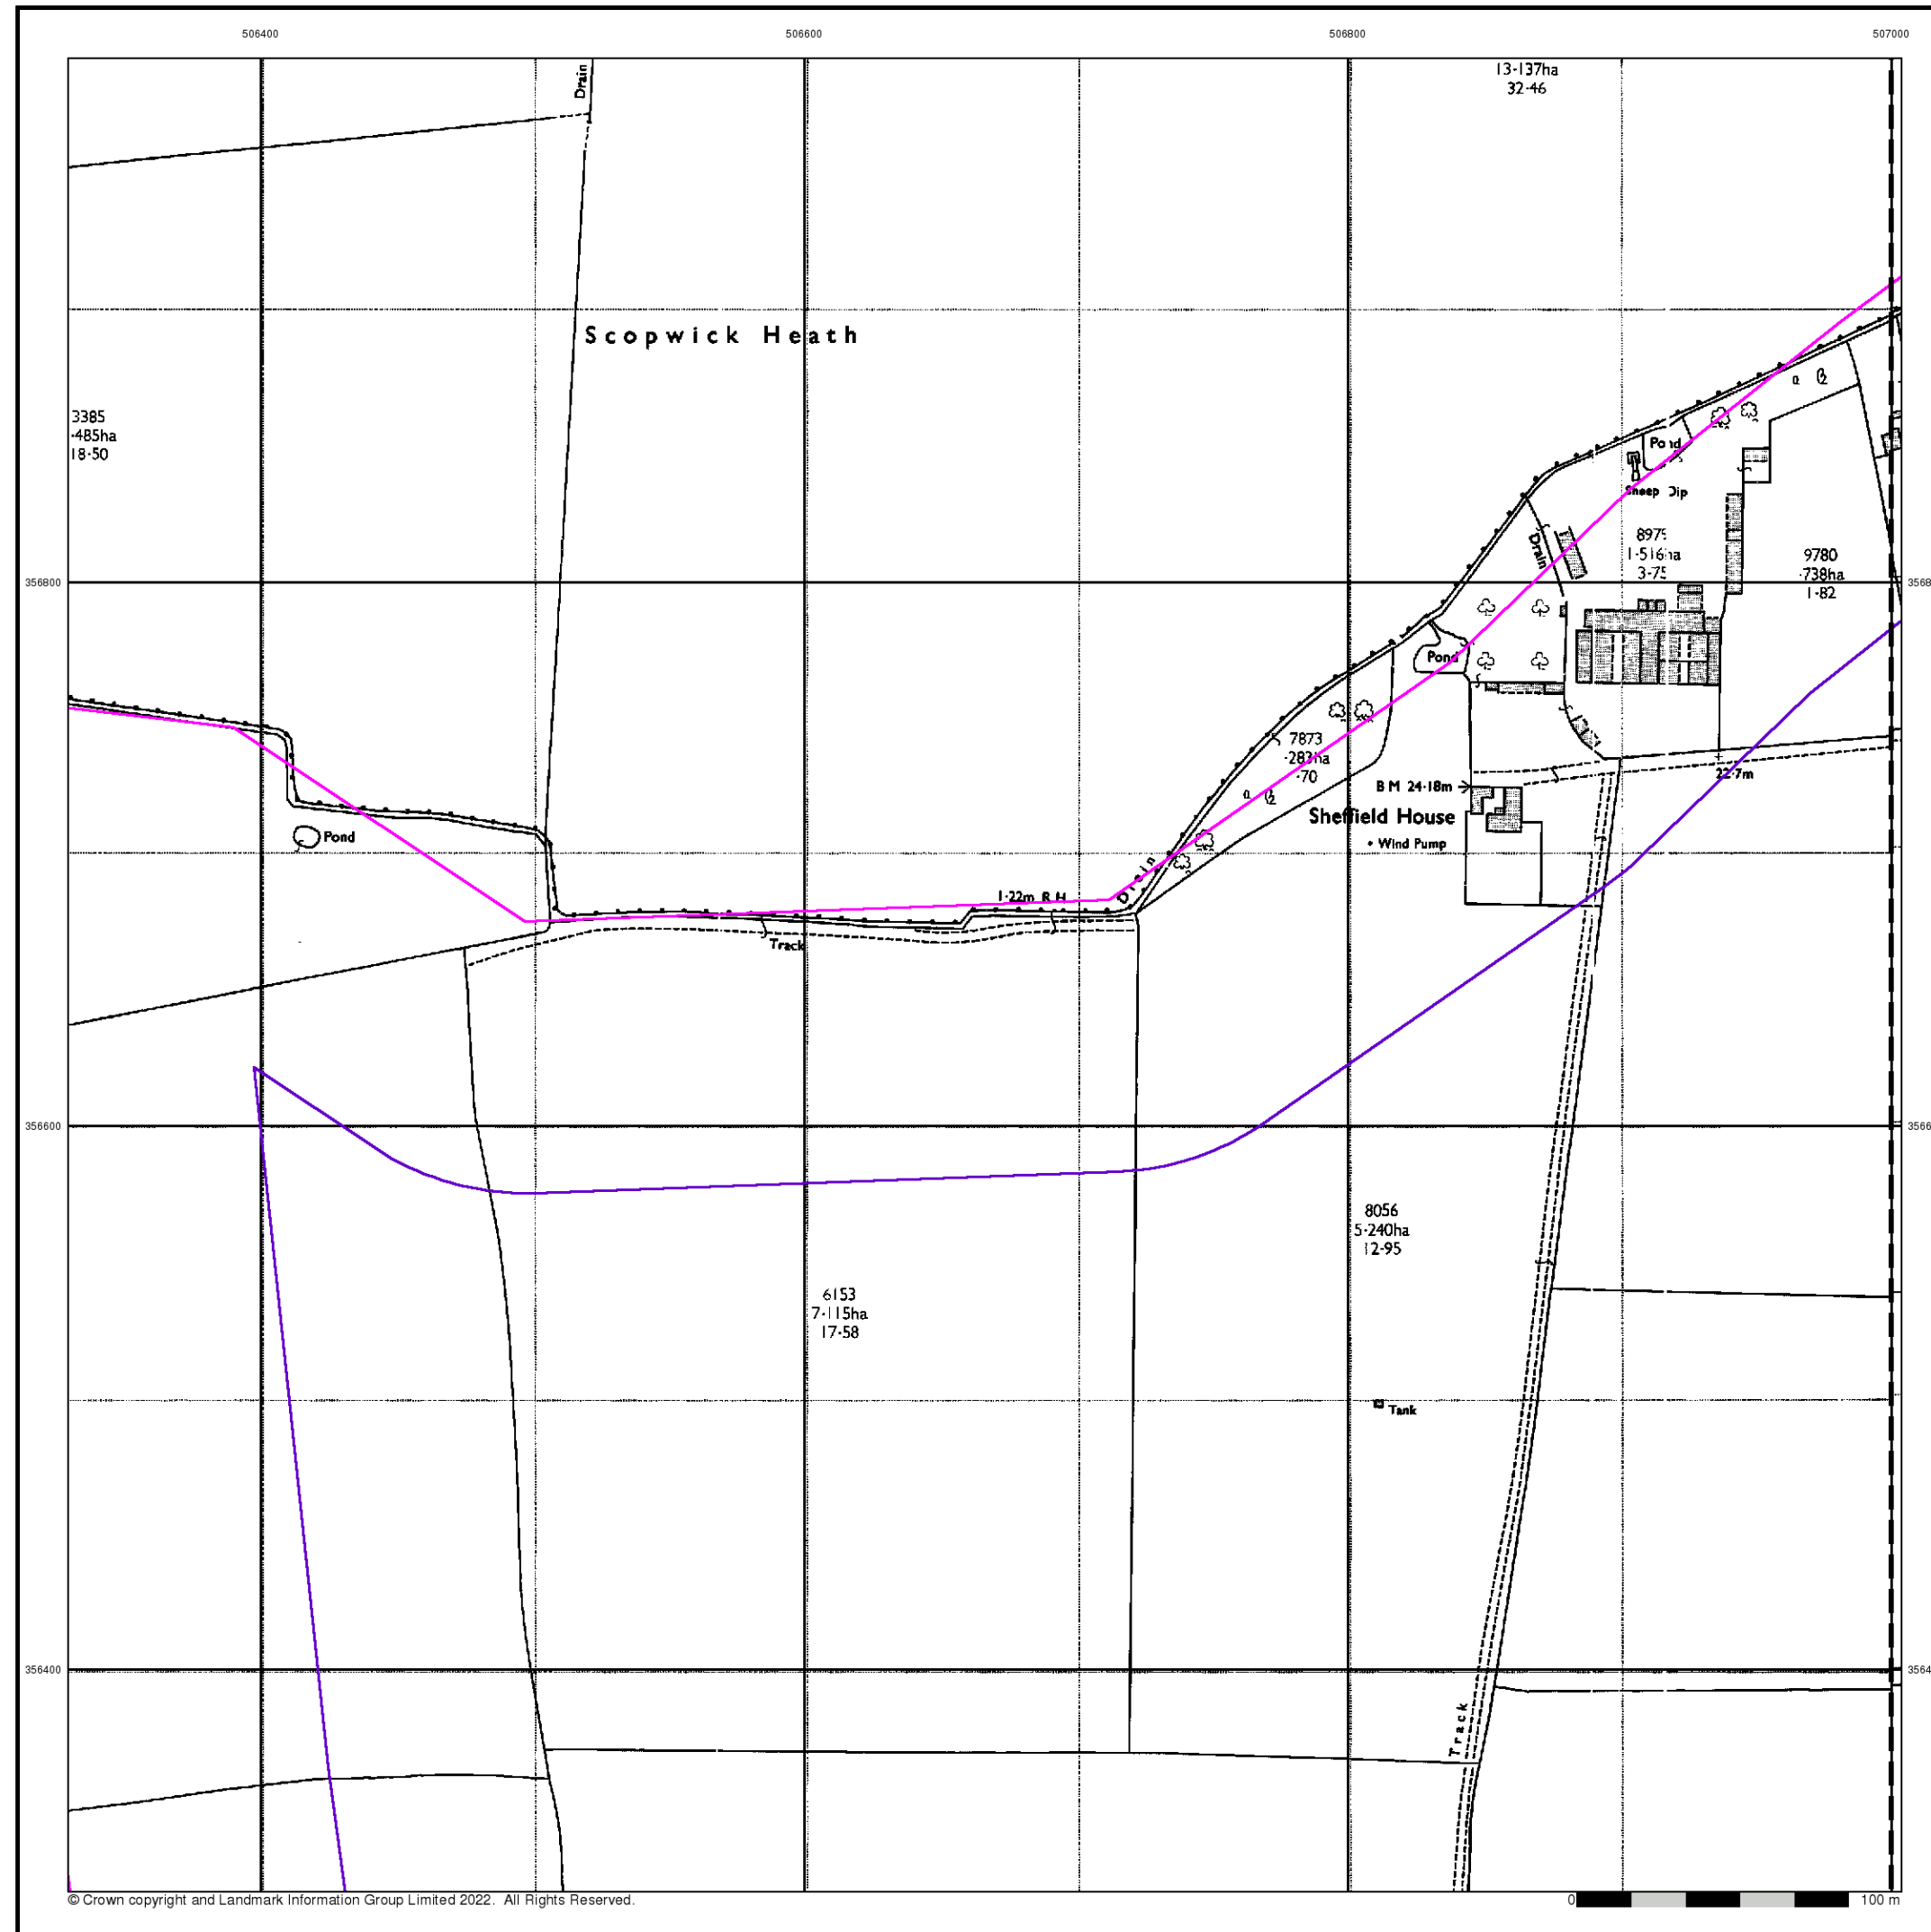 506400
506600
506800
507000
Drain
13·137ha
32·46
Scopwick Heath
3385
·485ha
18·50
Pond
Sheep Dip
Drain
1·516ha
356800
9780
·738ha
1·82
Pond
7873
·283ha
·70
22·7m
B M 24·18m
Sheffield House
Wind Pump
Pond
Drain
1·22m R H
Track
356600
8056
5·240ha
12·95
6153
7·115ha
17·58
Tank
356400
Track
© Crown copyright and Landmark Information Group Limited 2022. All Rights Reserved.
0
100 m